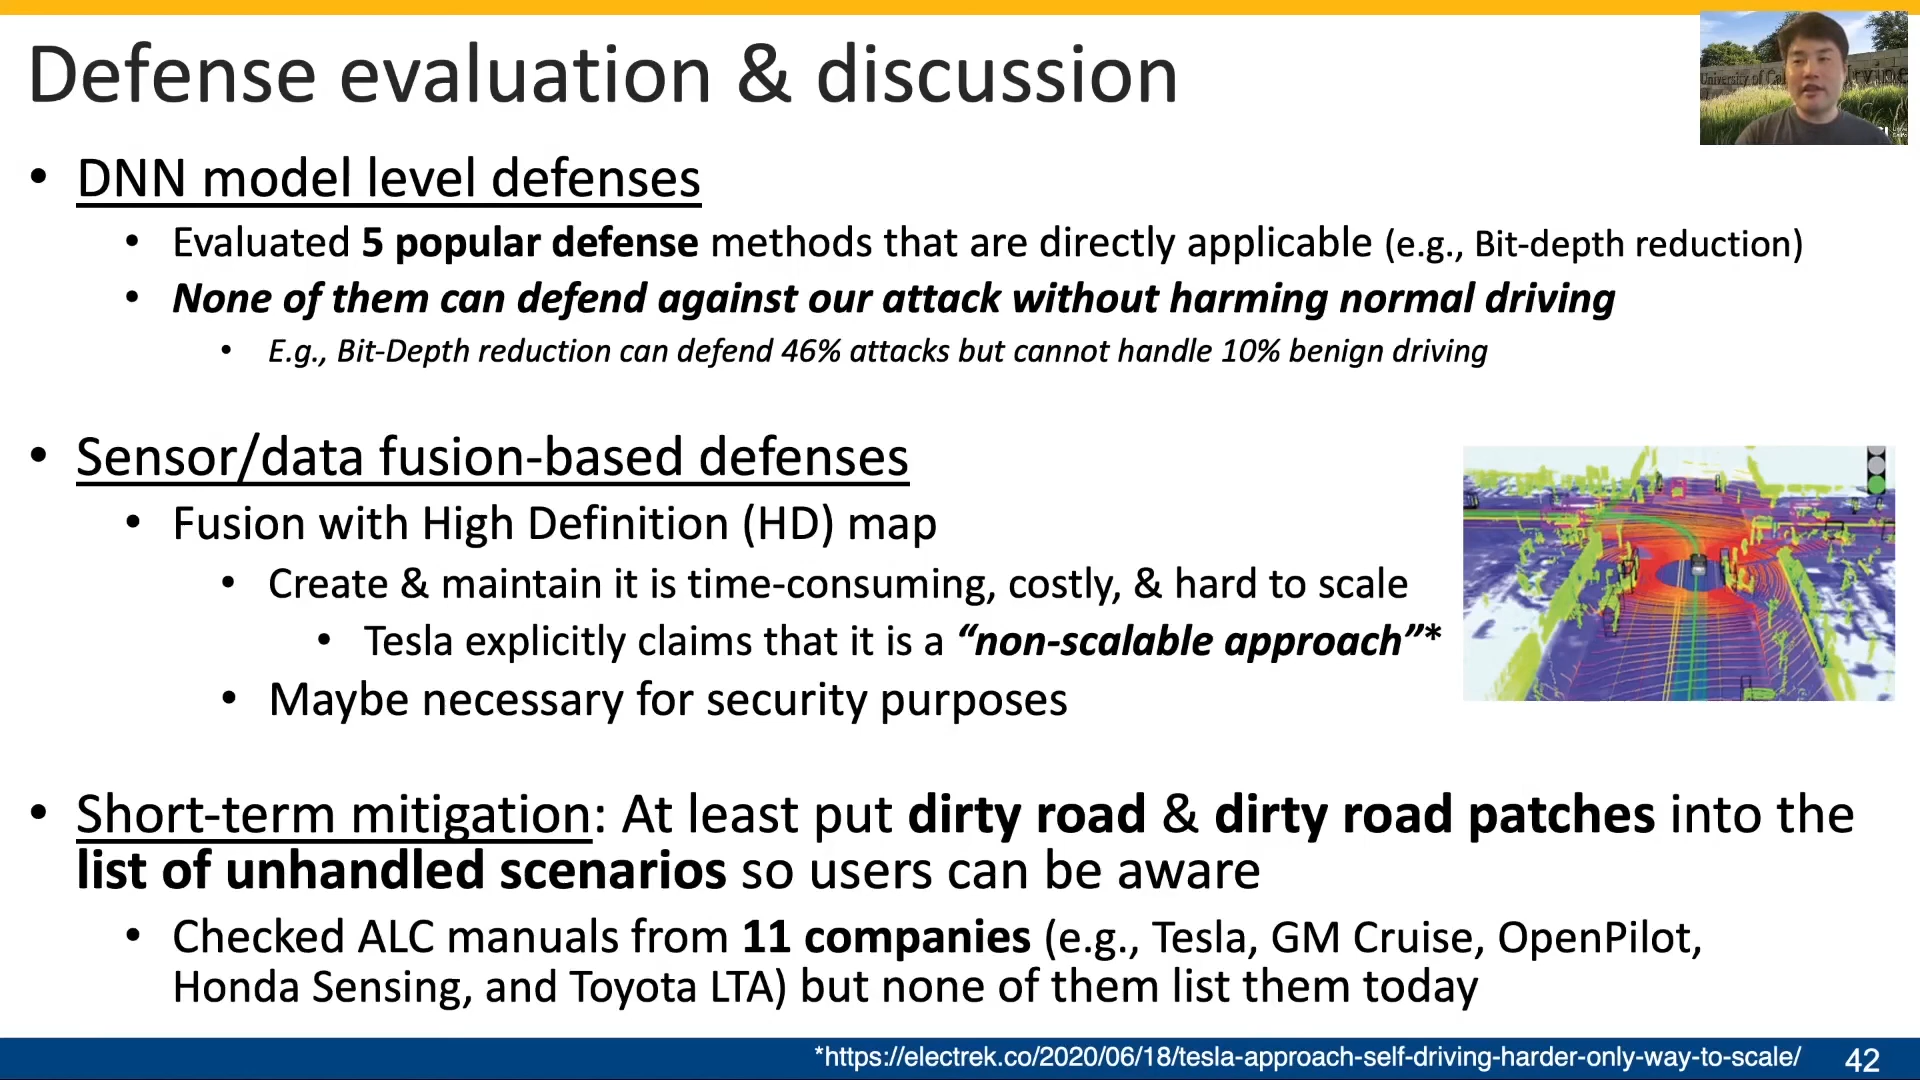 Defense evaluation & discussion
University of Cal
• DNN model level defenses
• Evaluated 5 popular defense methods that are directly applicable (e.g., Bit-depth reduction)
• None of them can defend against our attack without harming normal driving
• E.g., Bit-Depth reduction can defend 46% attacks but cannot handle 10% benign driving
• Sensor/data fusion-based defenses
• Fusion with High Definition (HD) map
• Create & maintain it is time-consuming, costly, & hard to scale
• Tesla explicitly claims that it is a “non-scalable approach”*
• Maybe necessary for security purposes
• Short-term mitigation: At least put dirty road & dirty road patches into the
list of unhandled scenarios so users can be aware
• Checked ALC manuals from 11 companies (e.g., Tesla, GM Cruise, OpenPilot,
Honda Sensing, and Toyota LTA) but none of them list them today
*https://electrek.co/2020/06/18/tesla-approach-self-driving-harder-only-way-to-scale/
42